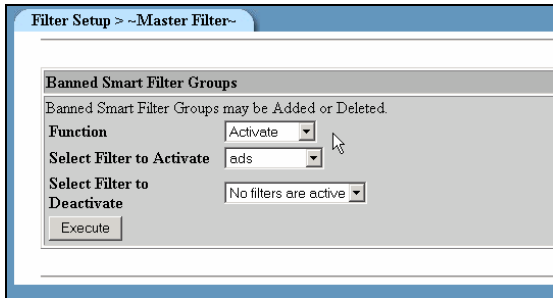 Filter Setup > ~Master Filter~
Banned Smart Filter Groups
Banned Smart Filter Groups may be Added or Deleted.
Function Activate
Select Filter to Activate ads
Select Filter to
Deactivate No filters are active
Execute